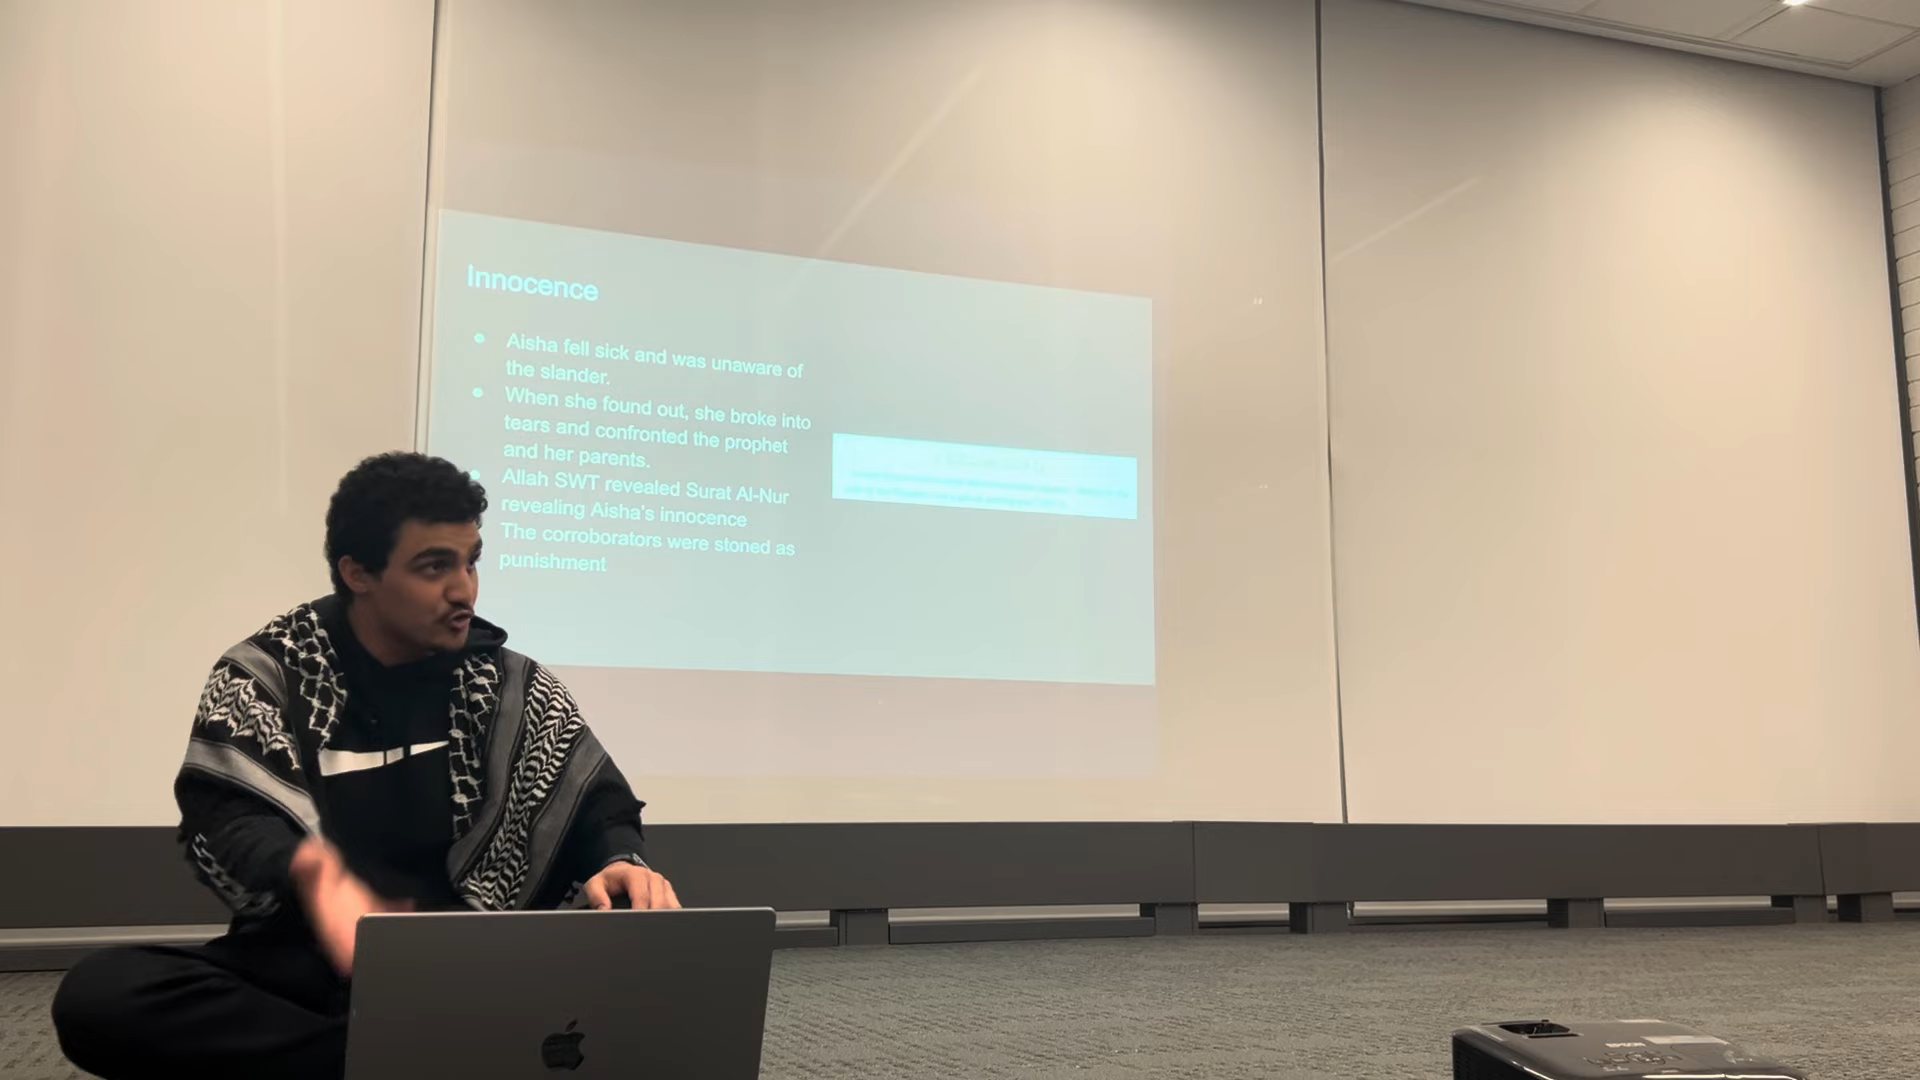 Innocence
Aisha fell sick and was unaware of
the slander.
When she found out, she broke into
tears and confronted the prophet
and her parents.
Allah SWT revealed Surat Al-Nur
revealing Aisha's innocence
The corroborators were stoned as
punishment
EPSON